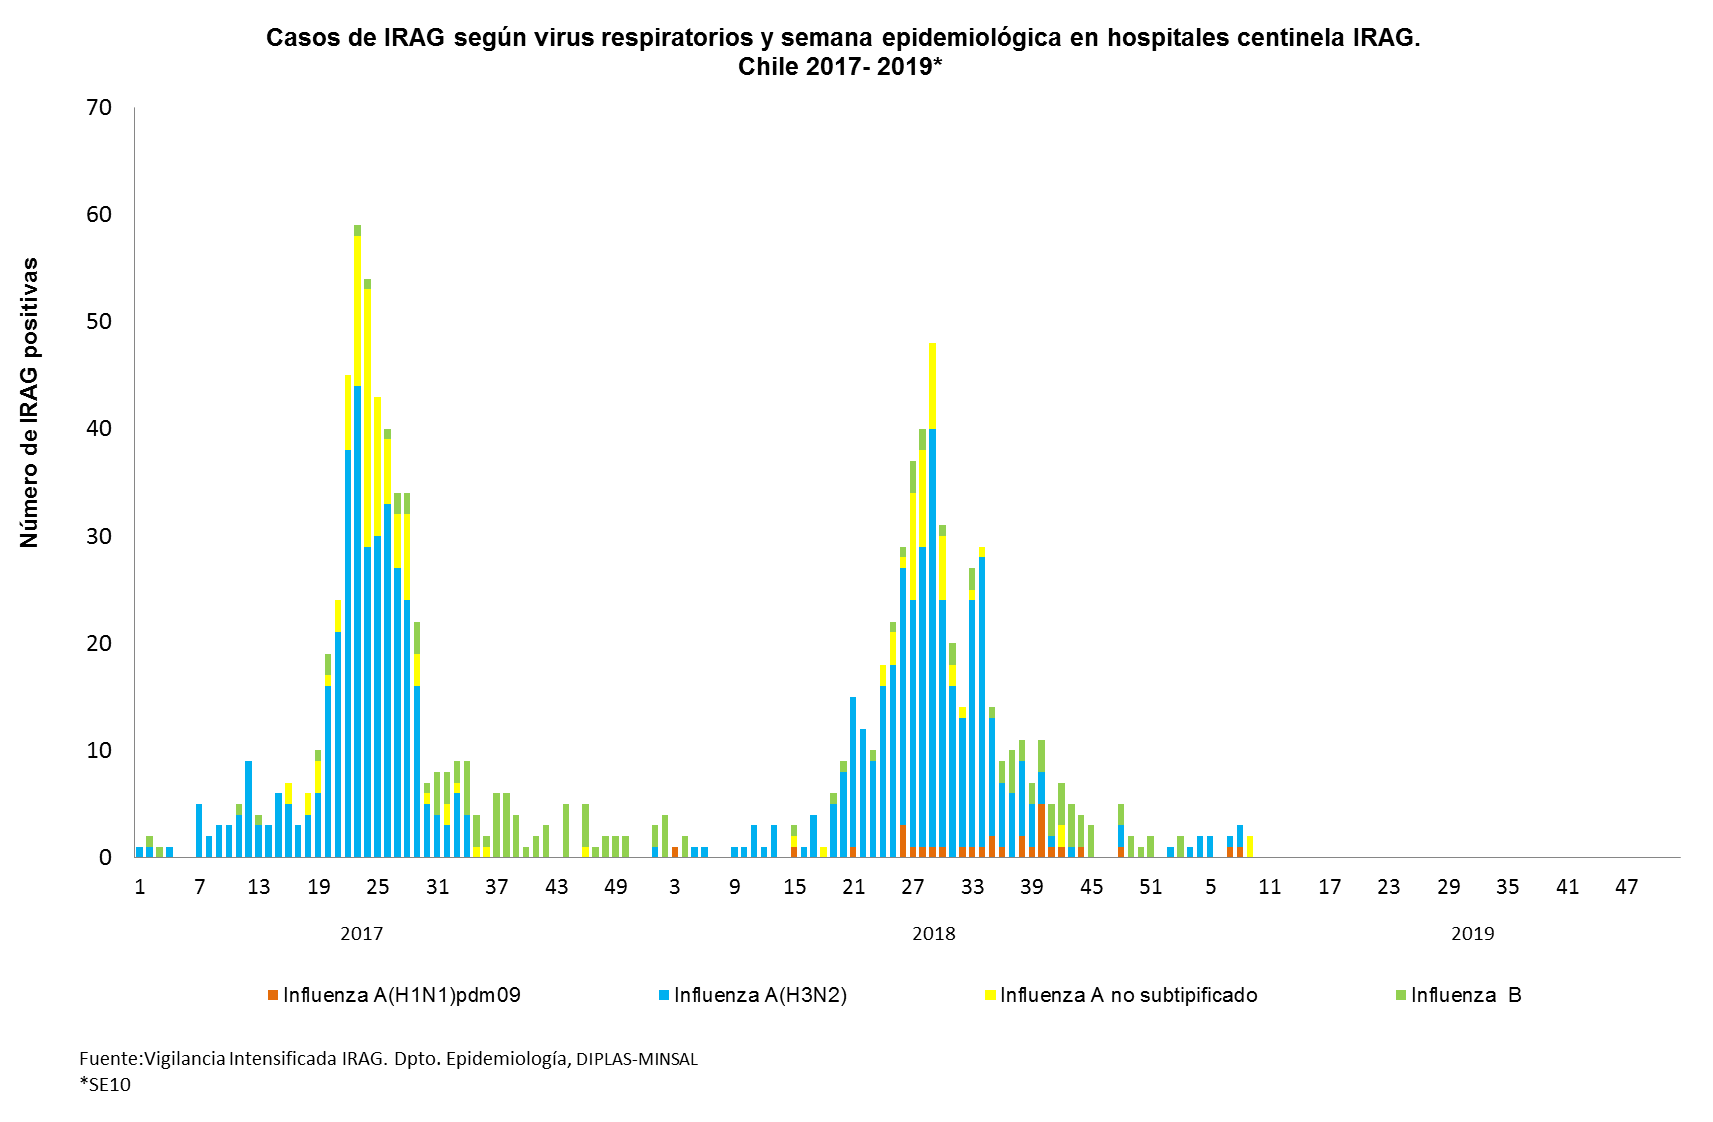 Casos de IRAG según virus respiratorios y semana epidemiológica en hospitales centinela IRAG.
Chile 2017- 2019*
Número de IRAG positivas
70
60
50
40
30
20
10
0
1 7 13 19 25 31 37 43 49 3 9 15 21 27 33 39 45 51 5 11 17 23 29 35 41 47
2017 2018 2019
Influenza A(H1N1)pdm09 Influenza A(H3N2) Influenza A no subtipificado Influenza B
Fuente:Vigilancia Intensificada IRAG. Dpto. Epidemiología, DIPLAS-MINSAL
*SE10